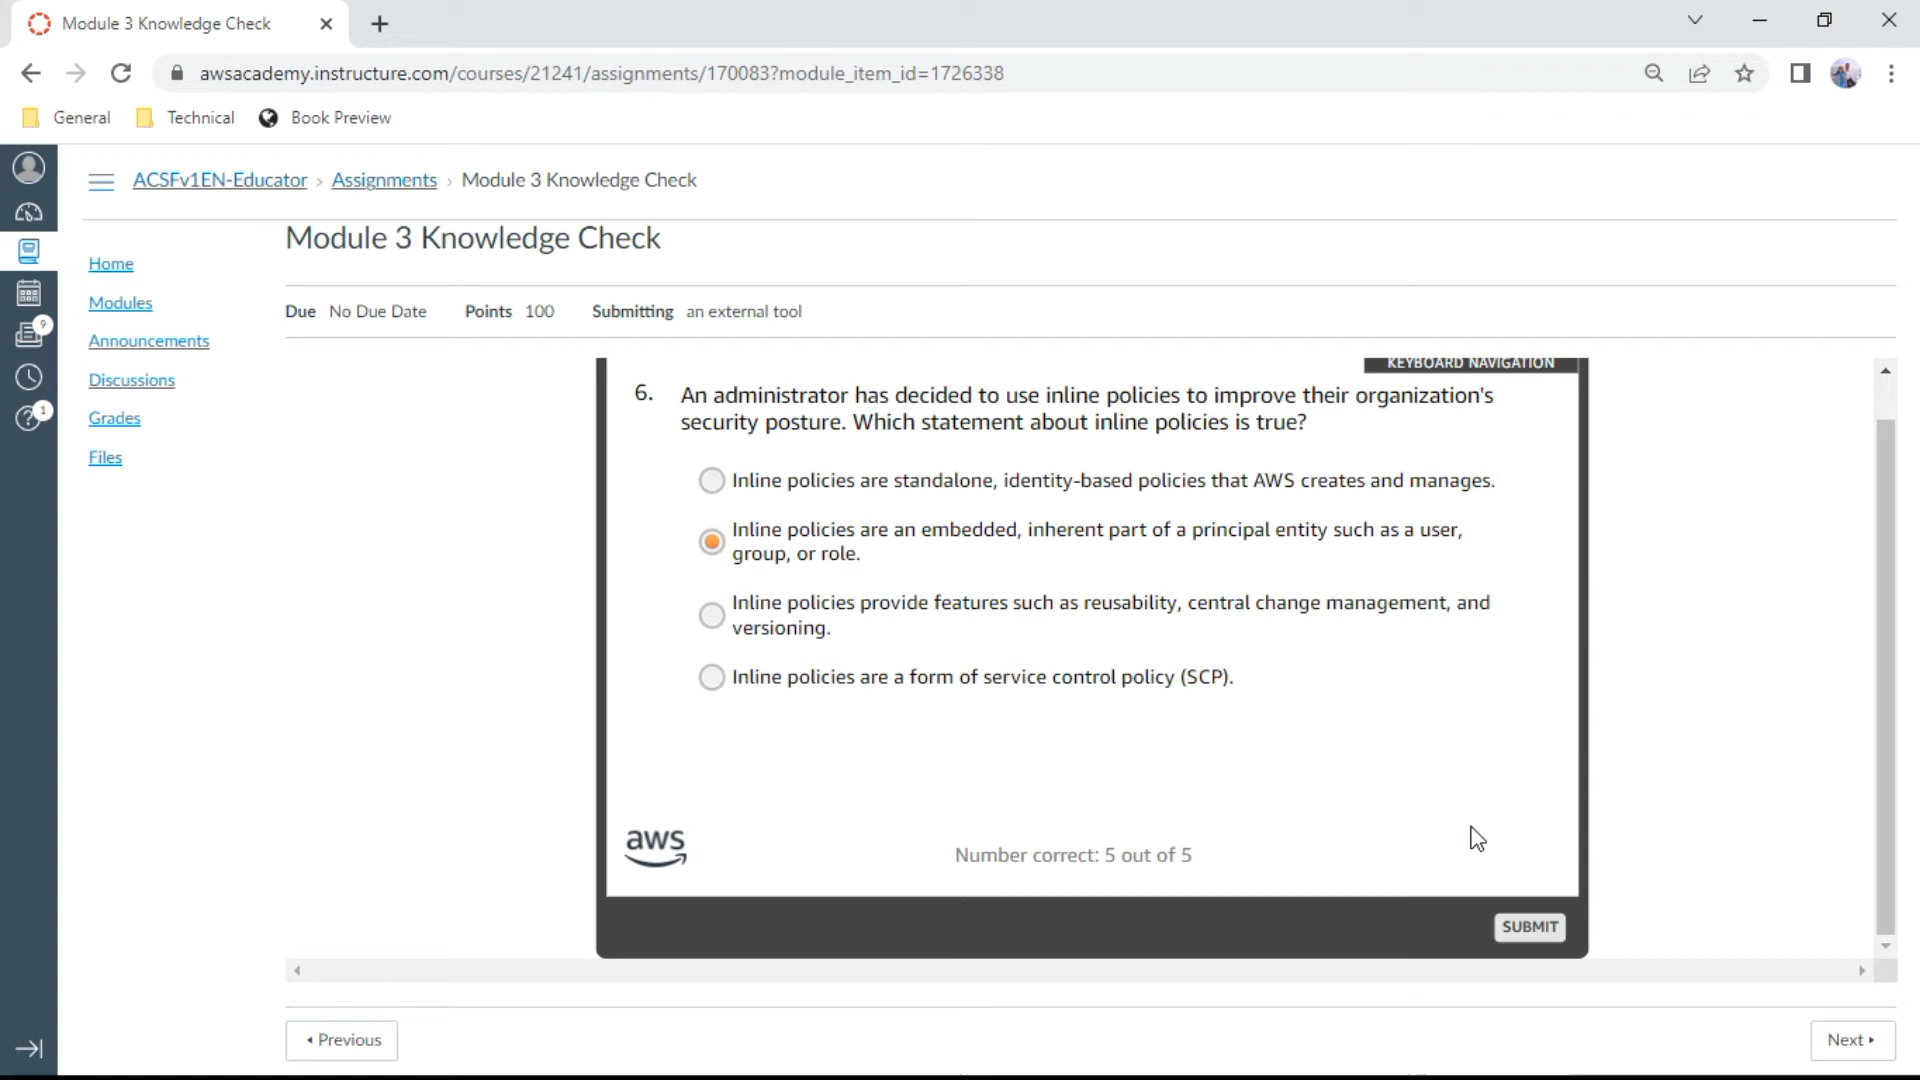 Module 3 Knowledge Check
awsacademy.instructure.com/courses/21241/assignments/170083?module_item_id=1726338
General Technical Book Preview
ACSFv1EN-Educator › Assignments › Module 3 Knowledge Check
Module 3 Knowledge Check
Home
Modules
Announcements
Discussions
Grades
Files
9
1
Due No Due Date Points 100 Submitting an external tool
KEYBOARD NAVIGATION
6. An administrator has decided to use inline policies to improve their organization's
security posture. Which statement about inline policies is true?
Inline policies are standalone, identity-based policies that AWS creates and manages.
Inline policies are an embedded, inherent part of a principal entity such as a user,
group, or role.
Inline policies provide features such as reusability, central change management, and
versioning.
Inline policies are a form of service control policy (SCP).
aws
Number correct: 5 out of 5
SUBMIT
Previous
Next